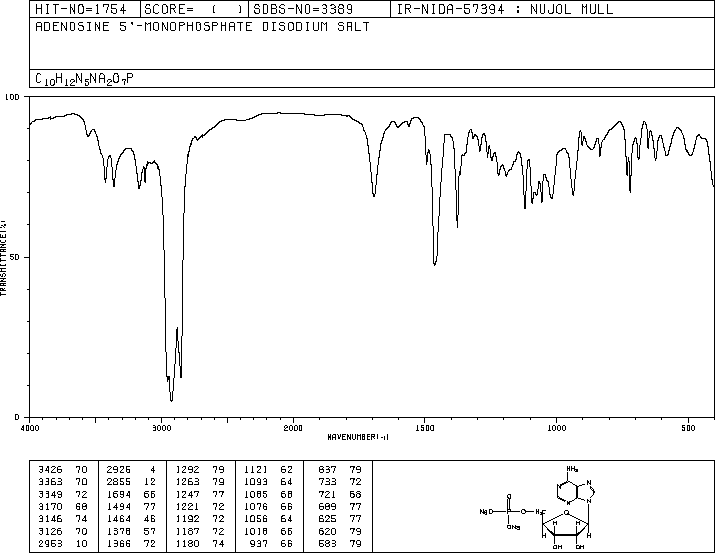 HIT-NO=1754 SCORE= ( ) SDBS-NO=3389 IR-NIDA-57394 : NUJOL MULL
ADENOSINE 5'-MONOPHOSPHATE DISODIUM SALT
C10H12N5NA2O7P
100
50
0
TRANSMITTANCE(%)
4000 3000 2000 1500 1000 500
WAVENUMBER(-1)
3426 70 2925 4 1292 79 1121 62 837 79
3363 70 2855 12 1263 79 1093 64 733 72
3349 72 1694 66 1247 77 1085 68 721 68
3170 68 1494 77 1221 72 1076 66 689 77
3146 74 1464 46 1192 72 1056 64 625 77
3126 70 1378 57 1187 72 1018 66 620 79
2953 10 1366 72 1180 74 937 66 583 79
NH2
N
N
N
N
O
NaO-P-O-H2C
ONa
O
H H
H H
OH OH